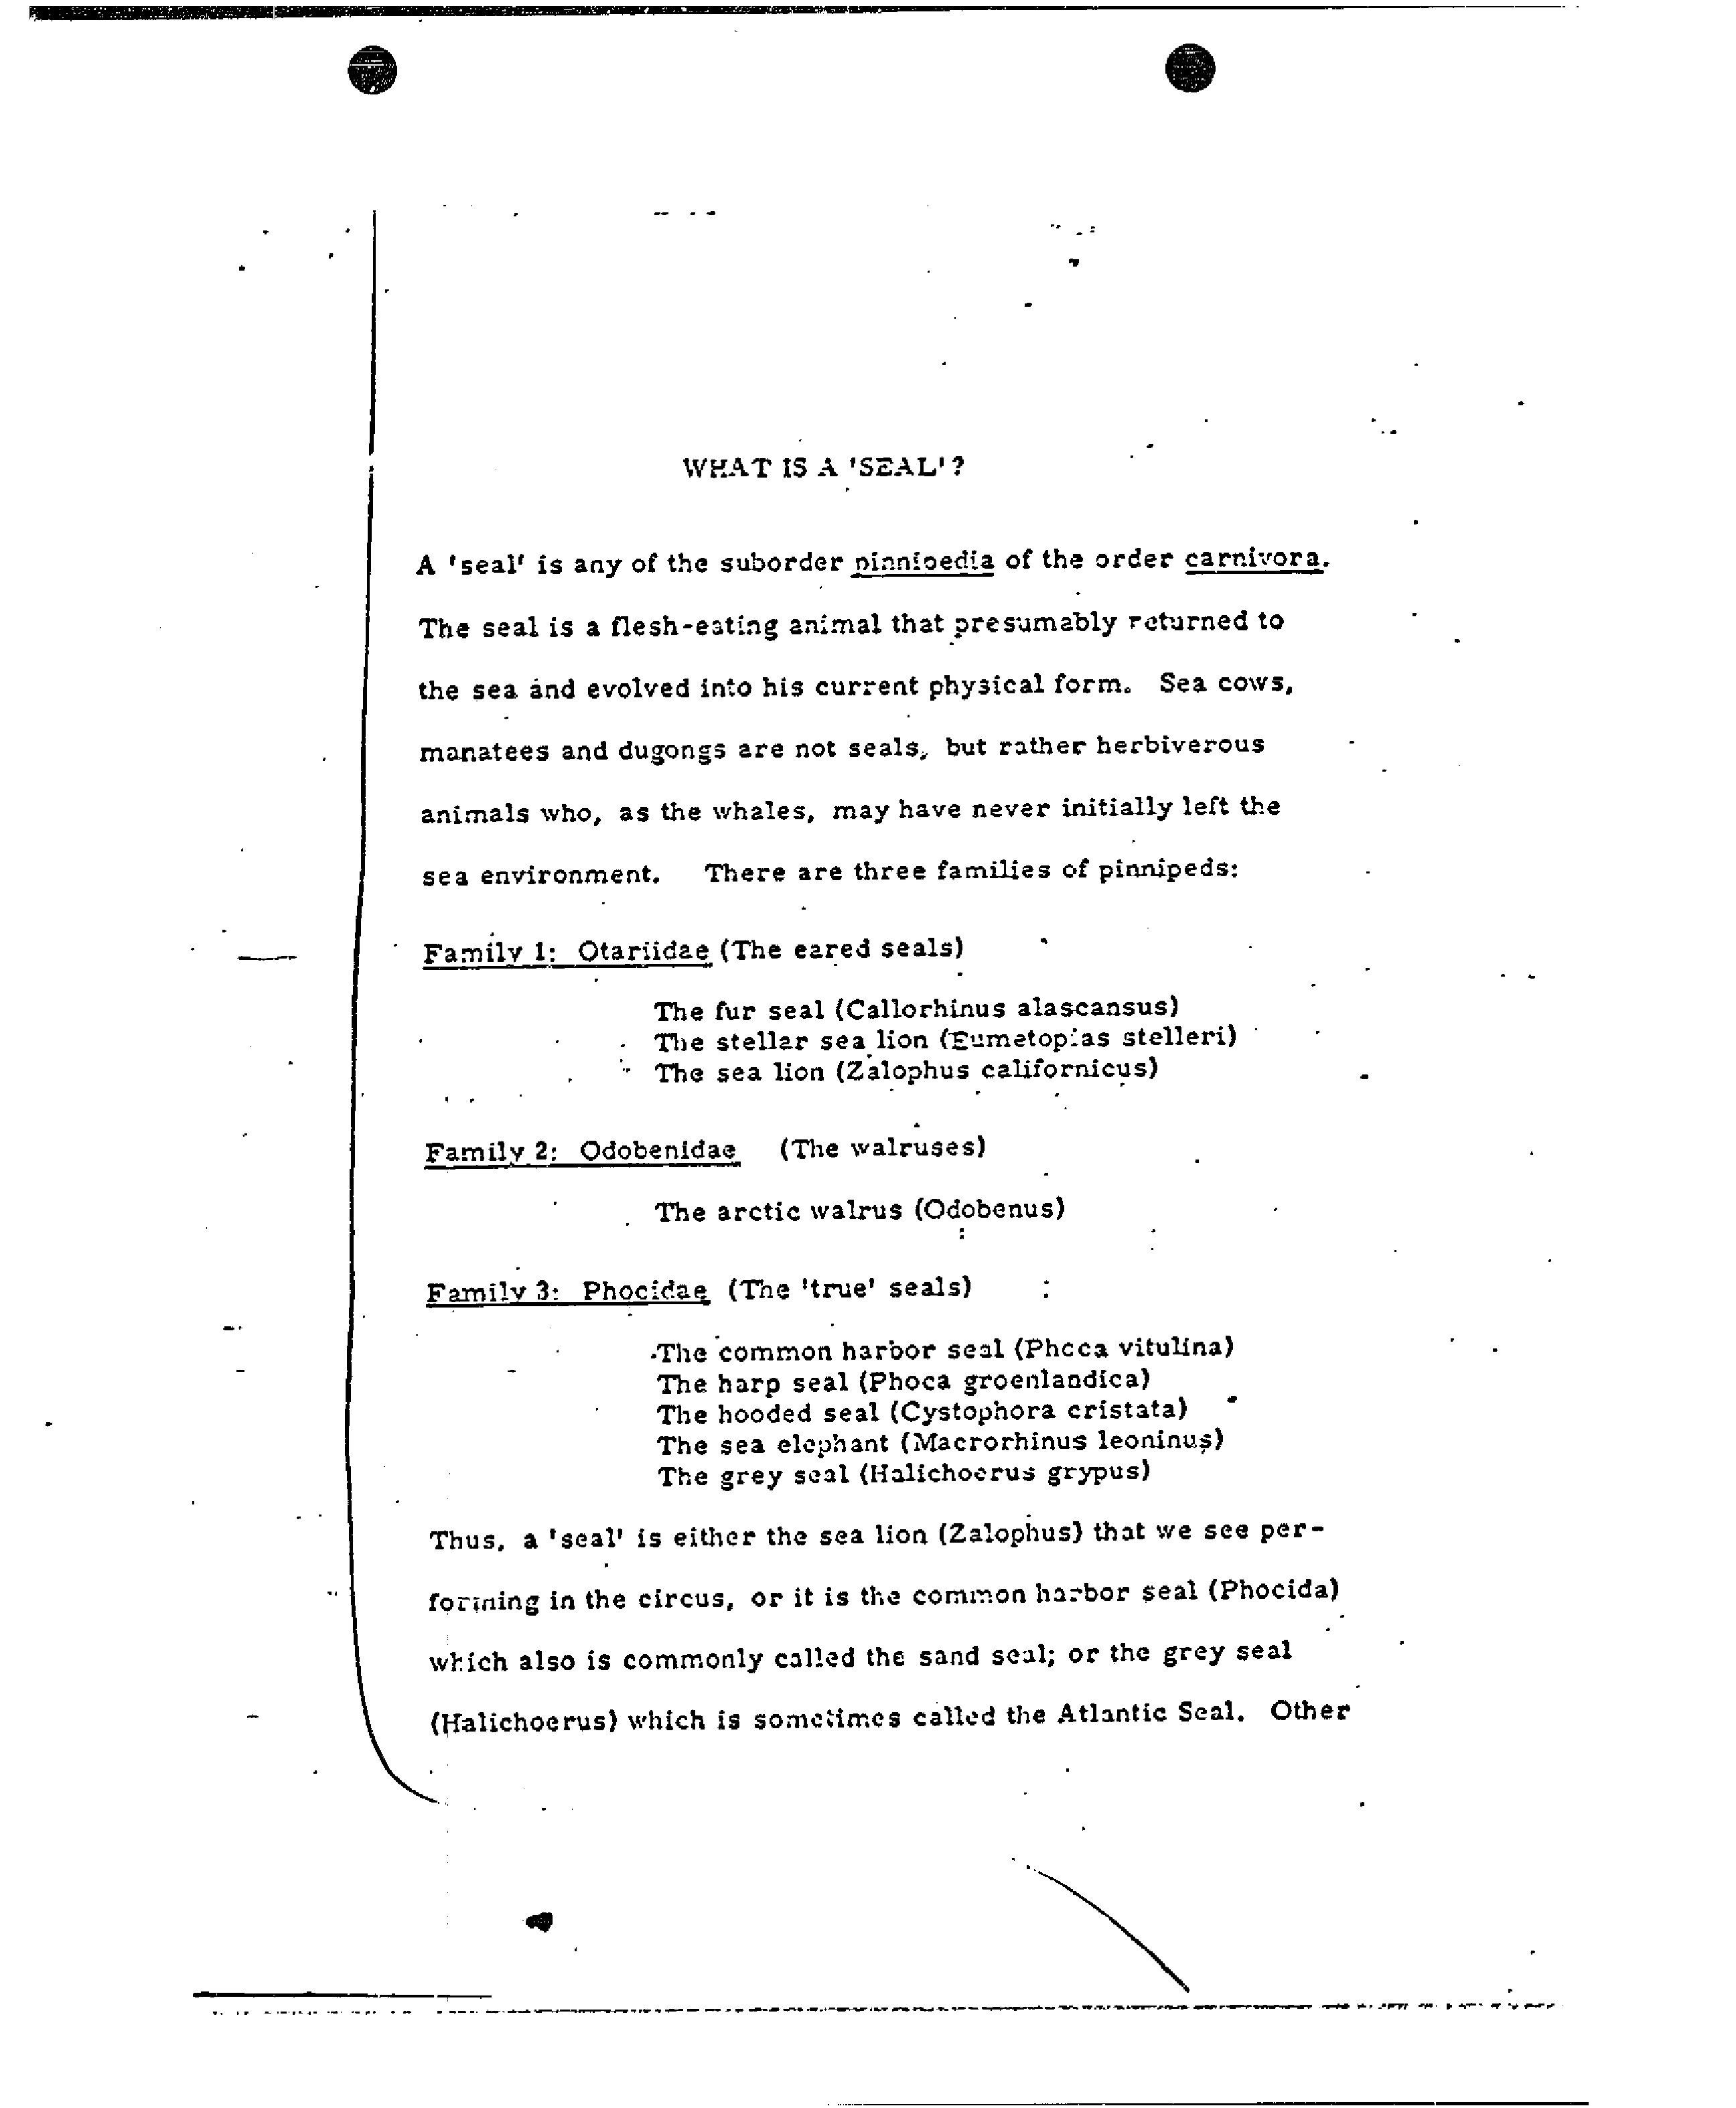 WHAT IS A 'SEAL'?
A 'seal' is any of the suborder pinnipedia of the order carnivora.
The seal is a flesh-eating animal that presumably returned to
the sea and evolved into his current physical form. Sea cows,
manatees and dugongs are not seals, but rather herbiverous
animals who, as the whales, may have never initially left the
sea environment. There are three families of pinnipeds:
Family 1: Otariidae (The eared seals)
The fur seal (Callorhinus alascansus)
The stellar sea lion (Eumetopias stelleri)
The sea lion (Zalophus californicus)
Family 2: Odobenidae (The walruses)
The arctic walrus (Odobenus)
Family 3: Phocidae (The 'true' seals)
The common harbor seal (Phoca vitulina)
The harp seal (Phoca groenlandica)
The hooded seal (Cystophora cristata)
The sea elephant (Macrorhinus leoninus)
The grey seal (Halichoerus grypus)
Thus, a 'seal' is either the sea lion (Zalophus) that we see per-
forming in the circus, or it is the common harbor seal (Phocida)
which also is commonly called the sand seal; or the grey seal
(Halichoerus) which is sometimes called the Atlantic Seal. Other